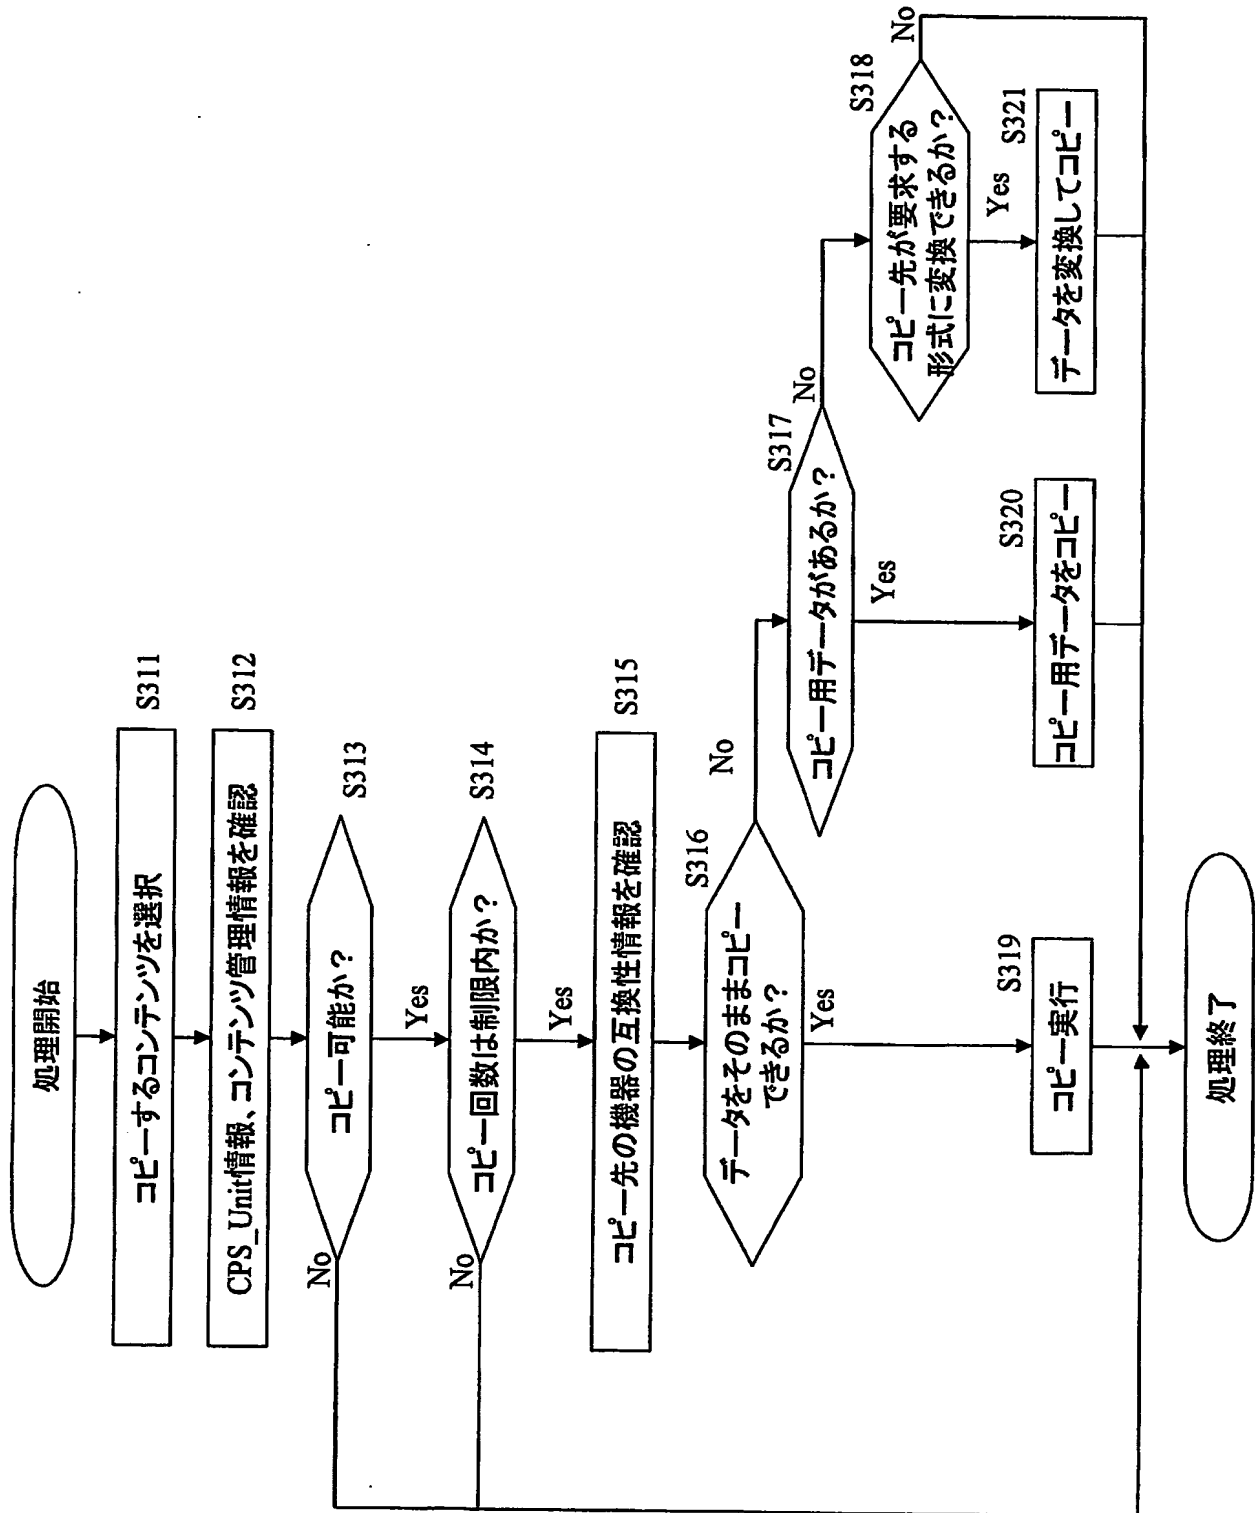 処理開始
コピーするコンテンツを選択
S311
CPS_Unit情報、コンテンツ管理情報を確認
S312
コピー可能か?
S313
No
Yes
コピー回数は制限内か?
S314
No
Yes
コピー先の機器の互換性情報を確認
S315
データをそのままコピー
できるか?
S316
No
Yes
コピー用データがあるか?
S317
No
Yes
コピー先が要求する
形式に変換できるか?
S318
No
Yes
コピー実行
S319
コピー用データをコピー
S320
データを変換してコピー
S321
処理終了